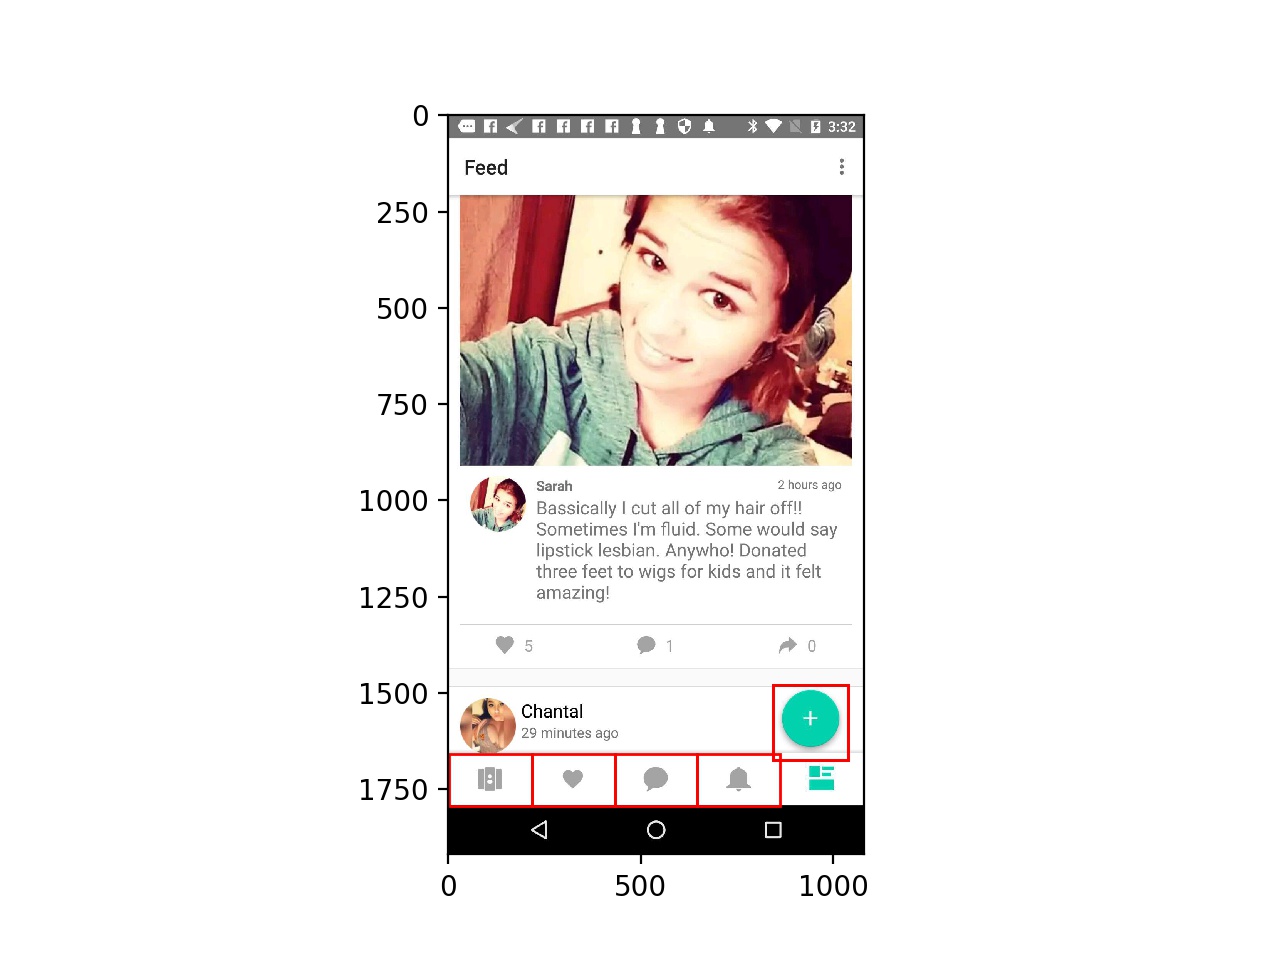 0
250
500
750
1000
1250
1500
1750
0 500 1000
3:32
Feed
Sarah 2 hours ago
Bassically I cut all of my hair off!!
Sometimes I'm fluid. Some would say
lipstick lesbian. Anywho! Donated
three feet to wigs for kids and it felt
amazing!
5 1 0
Chantal
29 minutes ago
+